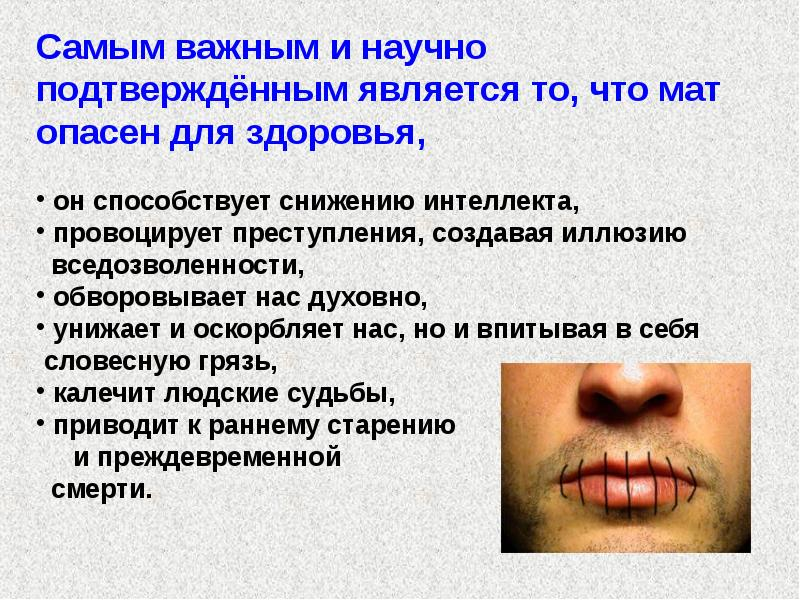 Самым важным и научно
подтверждённым является то, что мат
опасен для здоровья,
• он способствует снижению интеллекта,
• провоцирует преступления, создавая иллюзию
вседозволенности,
• обворовывает нас духовно,
• унижает и оскорбляет нас, но и впитывая в себя
словесную грязь,
• калечит людские судьбы,
• приводит к раннему старению
и преждевременной
смерти.